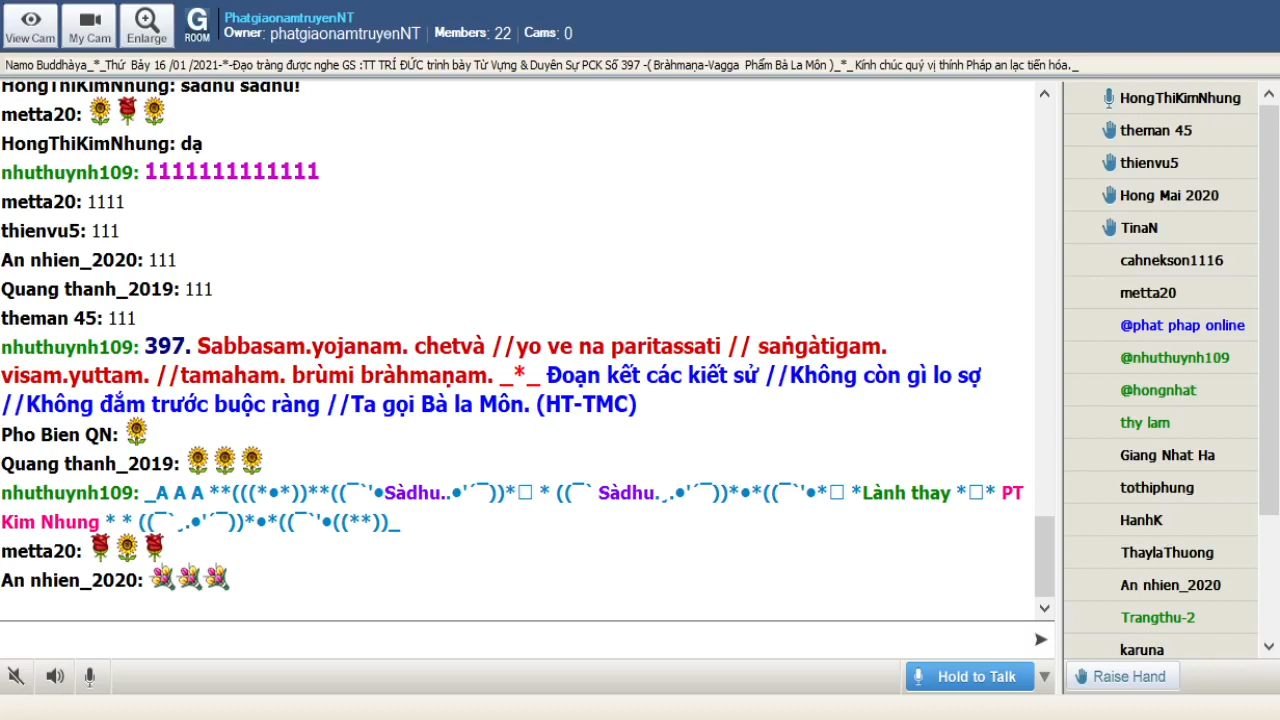 View Cam
My Cam
Enlarge
G
ROOM
PhatgiaonamtruyenNT
Owner: phatgiaonamtruyenNT Members: 22 Cams: 0
Namo Buddhàya_*_Thứ Bảy 16 /01 /2021-*-Đạo tràng được nghe GS :TT TRÍ ĐỨC trình bày Từ Vựng & Duyên Sự PCK Số 397 -( Bràhmaṇa-Vagga Phẩm Bà La Môn )_*_ Kính chúc quý vị thính Pháp an lạc tiến hóa._
HongThiKimNhung: sadhu sadhu!
metta20:
HongThiKimNhung: dạ
nhuthuynh109: 1111111111111
metta20: 1111
thienvu5: 111
An nhien_2020: 111
Quang thanh_2019: 111
theman 45: 111
nhuthuynh109: 397. Sabbasam.yojanam. chetvà //yo ve na paritassati // saṅgàtigam.
visam.yuttam. //tamaham. brùmi bràhmaṇam. _*_ Đoạn kết các kiết sử //Không còn gì lo sợ
//Không đắm trước buộc ràng //Ta gọi Bà la Môn. (HT-TMC)
Pho Bien QN:
Quang thanh_2019:
nhuthuynh109: _A A A **(((*•*))**((¯`'•Sàdhu..•'´¯))*□ * ((¯` Sàdhu.¸.•'´¯))*•*((¯`'•*□ *Lành thay *□* PT
Kim Nhung * * ((¯`¸.•'´¯))*•*((¯`'•((**))_
metta20:
An nhien_2020:
Hold to Talk
HongThiKimNhung
theman 45
thienvu5
Hong Mai 2020
TinaN
cahnekson1116
metta20
@phat phap online
@nhuthuynh109
@hongnhat
thy lam
Giang Nhat Ha
tothiphung
HanhK
ThaylaThuong
An nhien_2020
Trangthu-2
karuna
Raise Hand